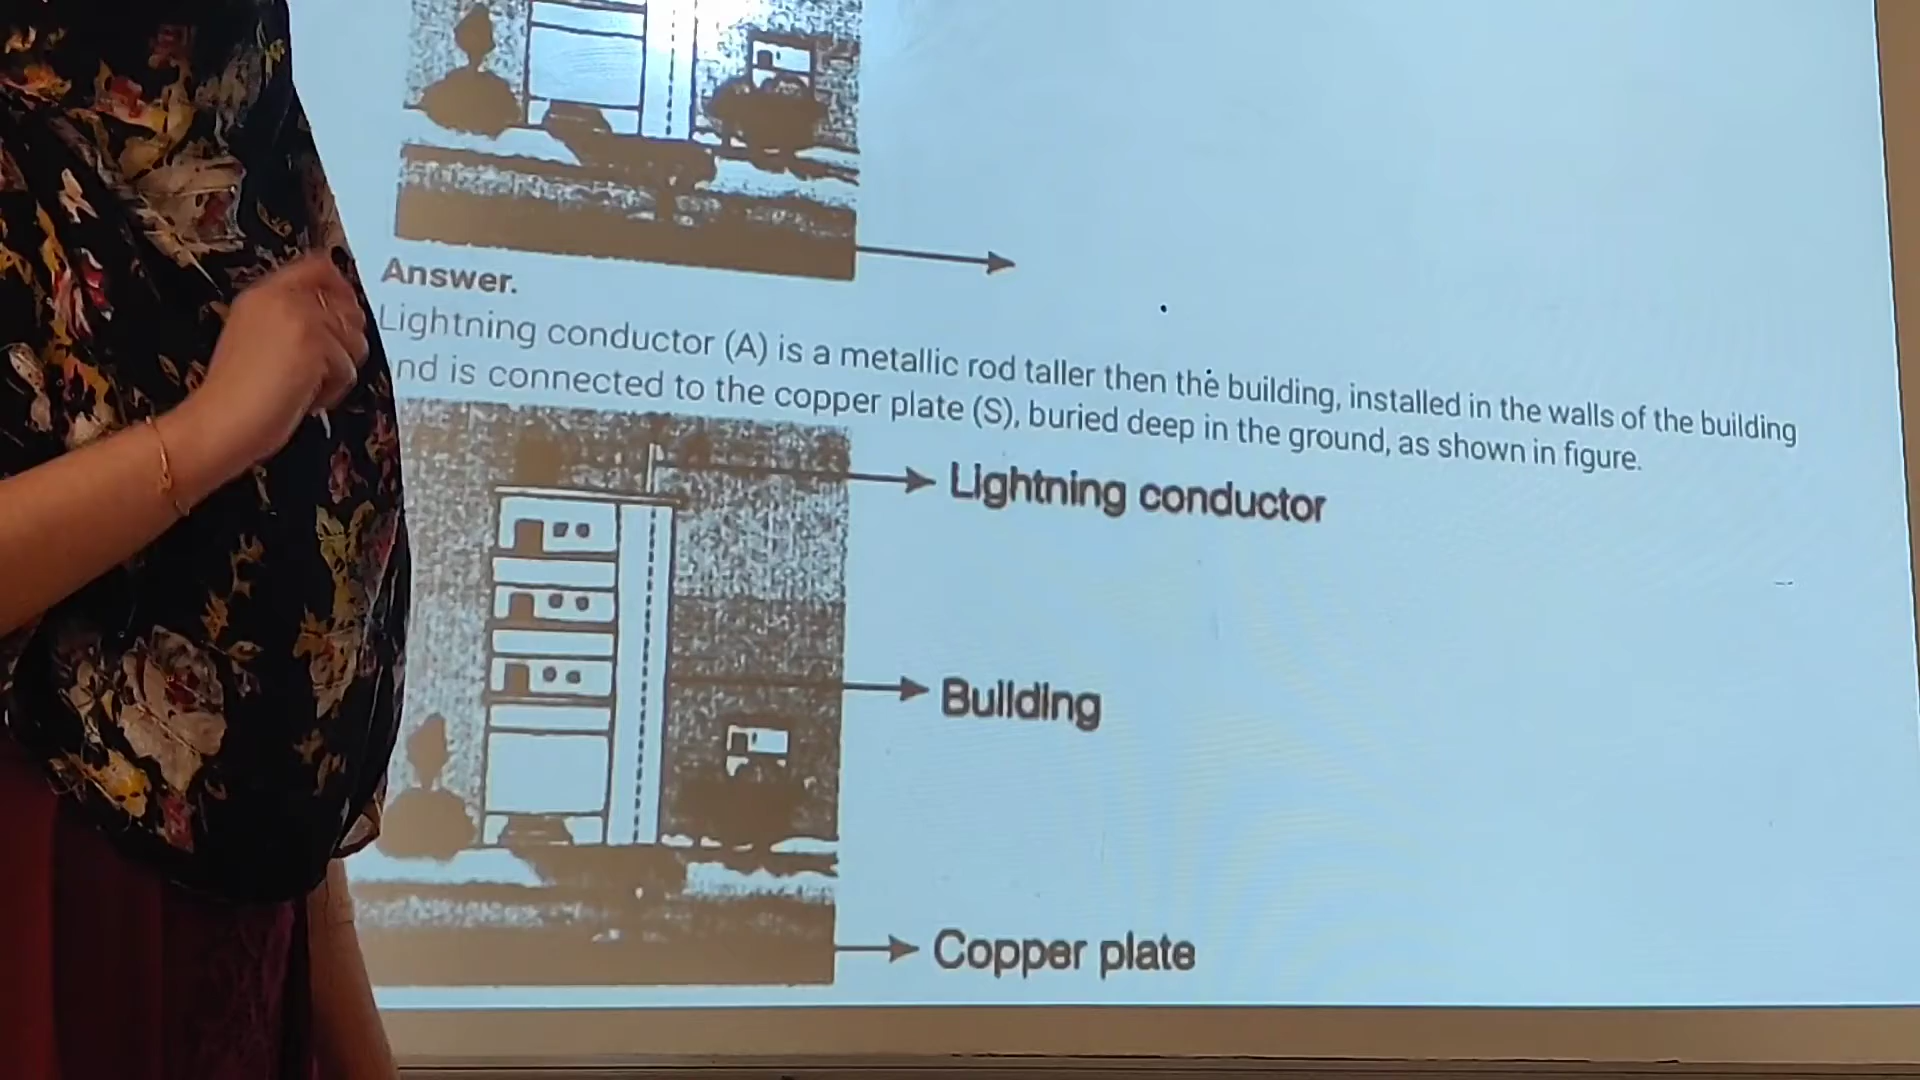 Answer.
Lightning conductor (A) is a metallic rod taller then the building, installed in the walls of the building
nd is connected to the copper plate (S), buried deep in the ground, as shown in figure.
Lightning conductor
Building
Copper plate